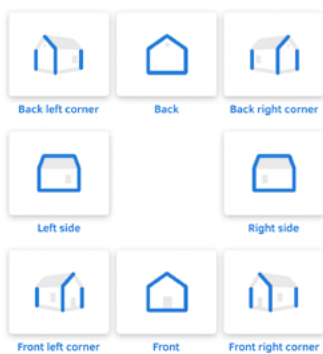 Back left corner
Back
Back right corner
Left side
Right side
Front left corner
Front
Front right corner